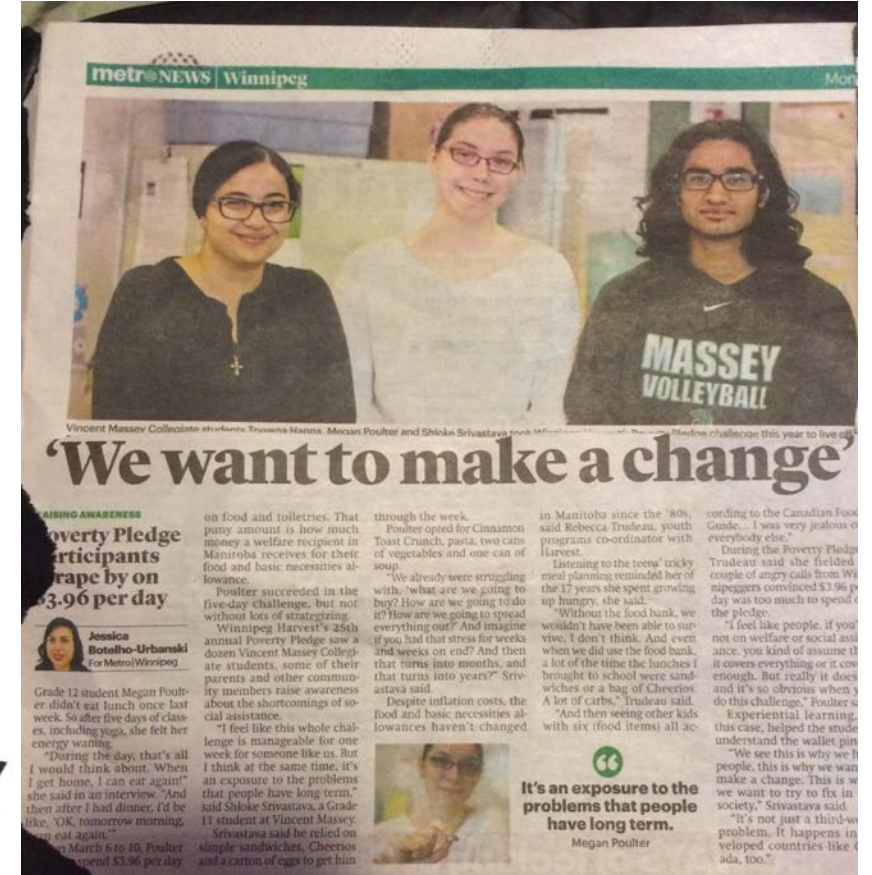 metro NEWS | Winnipeg
Mon
MASSEY
VOLLEYBALL
Vincent Massey Collegiate students Hanna, Megan Poulter and Shloke Srivastava took Pledge challenge this year to live off
‘We want to make a change’
AISING AWARENESS
overty Pledge
rticipants
rape by on
$3.96 per day
Jessica
Botelho-Urbanski
For Metro | Winnipeg
Grade 12 student Megan Poult-
er didn't eat lunch once last
week. So after five days of class-
es, including yoga, she felt her
energy waning.
"During the day, that's all
I would think about. When
I get home, I can eat again!"
she said in an interview. "And
then after I had dinner, I'd be
like, 'OK, tomorrow morning,
an eat again.'"
March 6 to 10, Poulter
spend $3.96 per day
on food and toiletries. That
puny amount is how much
money a welfare recipient in
Manitoba receives for their
food and basic necessities al-
lowance.
Poulter succeeded in the
five-day challenge, but not
without lots of strategizing.
Winnipeg Harvest's 25th
annual Poverty Pledge saw a
dozen Vincent Massey Collegi-
ate students, some of their
parents and other commun-
ity members raise awareness
about the shortcomings of so-
cial assistance.
"I feel like this whole chal-
lenge is manageable for one
week for someone like us. But
I think at the same time, it's
an exposure to the problems
that people have long term,"
said Shloke Srivastava, a Grade
11 student at Vincent Massey.
Srivastava said he relied on
simple sandwiches, Cheerios
and a carton of eggs to get him
through the week.
Poulter opted for Cinnamon
Toast Crunch, pasta, two cans
of vegetables and one can of
soup.
"We already were struggling
with, 'what are we going to
buy? How are we going to do
it? How are we going to spread
everything out?' And imagine
if you had that stress for weeks
and weeks on end? And then
that turns into months, and
that turns into years?" Sriv-
astava said.
Despite inflation costs, the
food and basic necessities al-
lowances haven't changed
in Manitoba since the '80s,
said Rebecca Trudeau, youth
programs co-ordinator with
Harvest.
Listening to the teens' tricky
meal planning reminded her of
the 17 years she spent growing
up hungry, she said.
"Without the food bank, we
wouldn't have been able to sur-
vive, I don't think. And even
when we did use the food bank,
a lot of the time the lunches I
brought to school were sand-
wiches or a bag of Cheerios.
A lot of carbs," Trudeau said.
"And then seeing other kids
with six (food items) all ac-
It's an exposure to the
problems that people
have long term.
Megan Poulter
cording to the Canadian Food
Guide... I was very jealous o
everybody else."
During the Poverty Pledge
Trudeau said she fielded
couple of angry calls from Wi
nipeggers convinced $3.96 p
day was too much to spend o
the pledge.
"I feel like people, if you'
not on welfare or social assi
ance, you kind of assume th
it covers everything or it cov
enough. But really it does
and it's so obvious when y
do this challenge," Poulter s
Experiential learning,
this case, helped the stude
understand the wallet pin
"We see this is why we h
people, this is why we wan
make a change. This is w
we want to try to fix in
society," Srivastava said.
"It's not just a third-w
problem. It happens in
veloped countries like C
ada, too."